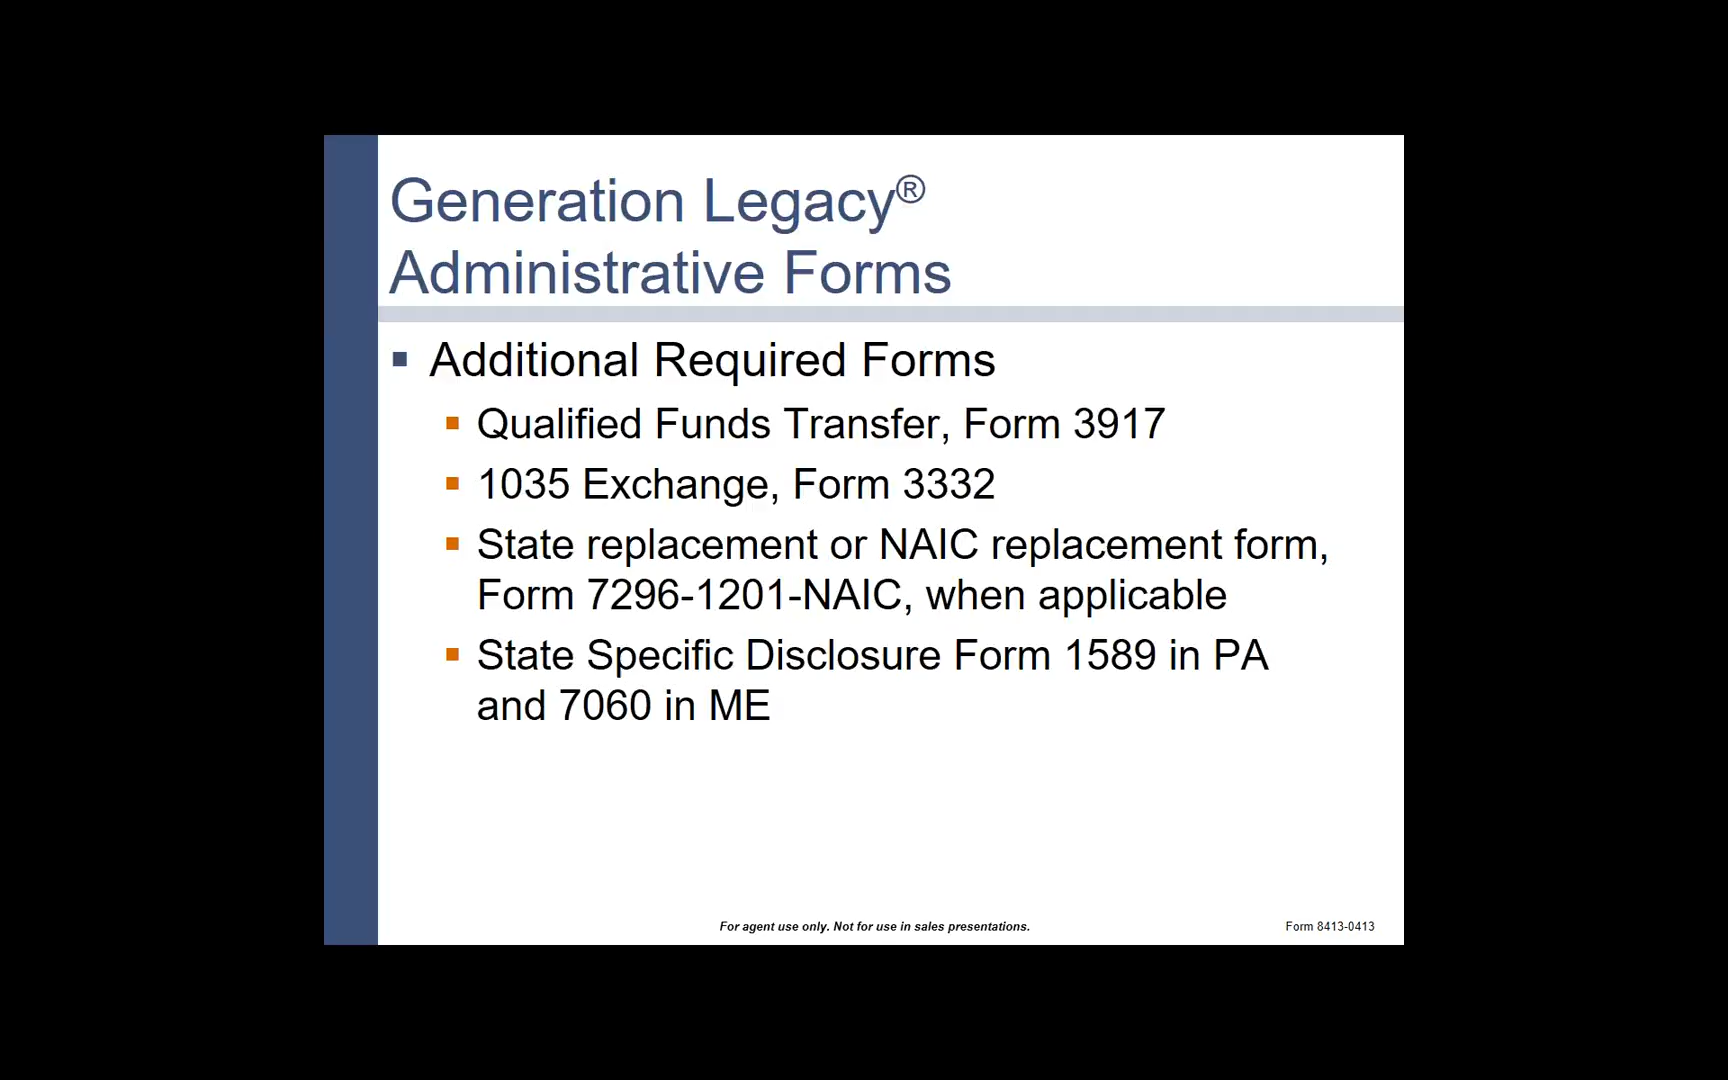 Generation Legacy®
Administrative Forms
Additional Required Forms
Qualified Funds Transfer, Form 3917
1035 Exchange, Form 3332
State replacement or NAIC replacement form,
Form 7296-1201-NAIC, when applicable
State Specific Disclosure Form 1589 in PA
and 7060 in ME
For agent use only. Not for use in sales presentations.
Form 8413-0413